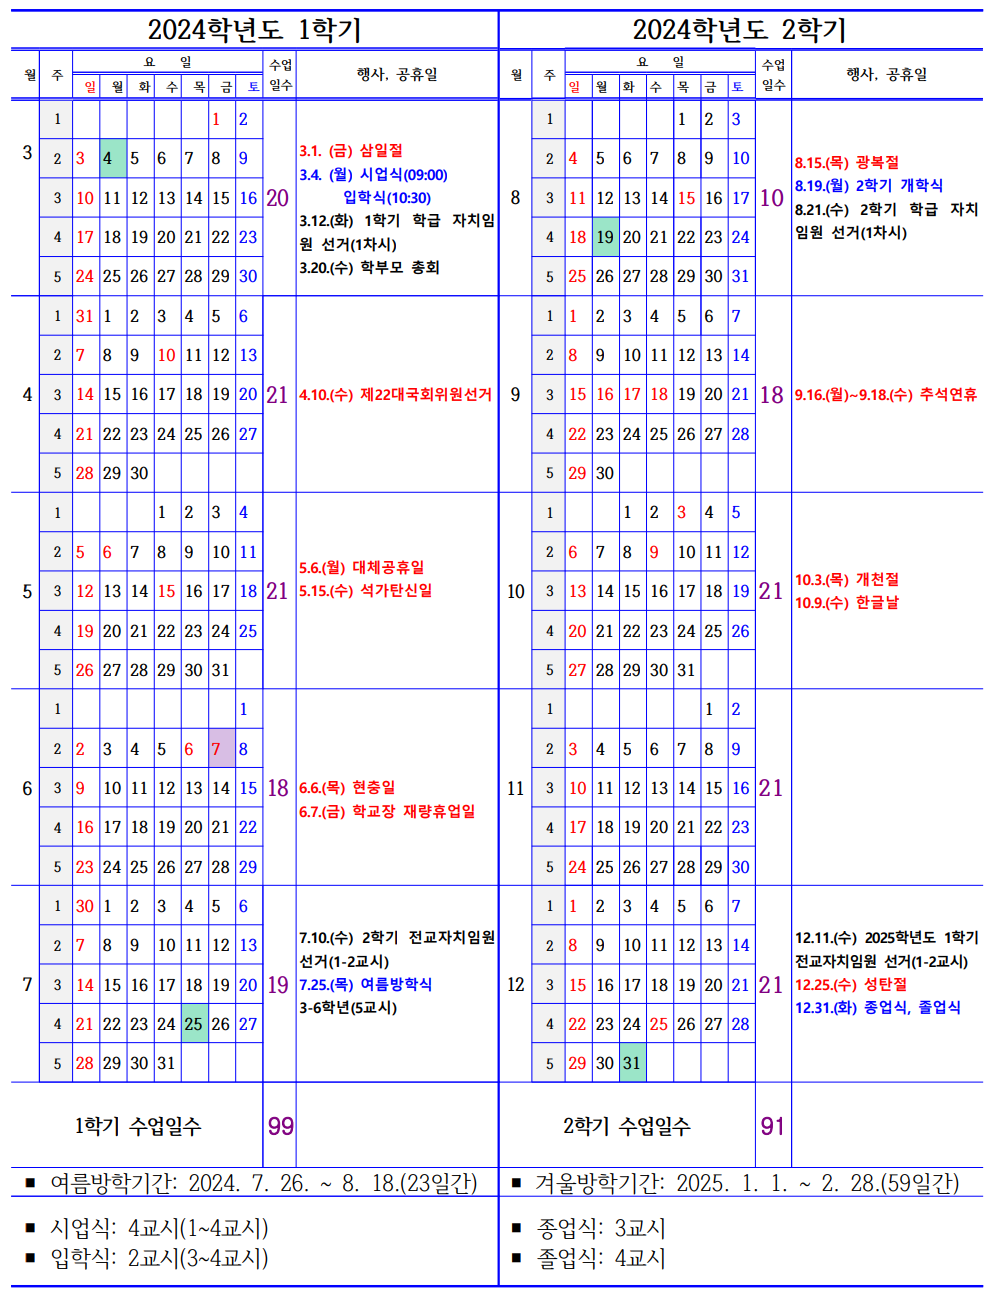 2024학년도 1학기
월 주 요 일 수업일수 행사, 공휴일
일 월 화 수 목 금 토
3
1 1 2
2 3 4 5 6 7 8 9
3 10 11 12 13 14 15 16
4 17 18 19 20 21 22 23
5 24 25 26 27 28 29 30
20
3.1. (금) 삼일절
3.4. (월) 시업식(09:00)
입학식(10:30)
3.12.(화) 1학기 학급 자치임
원 선거(1차시)
3.20.(수) 학부모 총회
4
1 31 1 2 3 4 5 6
2 7 8 9 10 11 12 13
3 14 15 16 17 18 19 20
4 21 22 23 24 25 26 27
5 28 29 30
21
4.10.(수) 제22대국회위원선거
5
1 1 2 3 4
2 5 6 7 8 9 10 11
3 12 13 14 15 16 17 18
4 19 20 21 22 23 24 25
5 26 27 28 29 30 31
21
5.6.(월) 대체공휴일
5.15.(수) 석가탄신일
6
1 1
2 2 3 4 5 6 7 8
3 9 10 11 12 13 14 15
4 16 17 18 19 20 21 22
5 23 24 25 26 27 28 29
18
6.6.(목) 현충일
6.7.(금) 학교장 재량휴업일
7
1 30 1 2 3 4 5 6
2 7 8 9 10 11 12 13
3 14 15 16 17 18 19 20
4 21 22 23 24 25 26 27
5 28 29 30 31
19
7.10.(수) 2학기 전교자치임원
선거(1-2교시)
7.25.(목) 여름방학식
3-6학년(5교시)
1학기 수업일수 99
■ 여름방학기간: 2024. 7. 26. ~ 8. 18.(23일간)
■ 시업식: 4교시(1~4교시)
■ 입학식: 2교시(3~4교시)
2024학년도 2학기
월 주 요 일 수업일수 행사, 공휴일
일 월 화 수 목 금 토
8
1 1 2 3
2 4 5 6 7 8 9 10
3 11 12 13 14 15 16 17
4 18 19 20 21 22 23 24
5 25 26 27 28 29 30 31
10
8.15.(목) 광복절
8.19.(월) 2학기 개학식
8.21.(수) 2학기 학급 자치
임원 선거(1차시)
9
1 1 2 3 4 5 6 7
2 8 9 10 11 12 13 14
3 15 16 17 18 19 20 21
4 22 23 24 25 26 27 28
5 29 30
18
9.16.(월)~9.18.(수) 추석연휴
10
1 1 2 3 4 5
2 6 7 8 9 10 11 12
3 13 14 15 16 17 18 19
4 20 21 22 23 24 25 26
5 27 28 29 30 31
21
10.3.(목) 개천절
10.9.(수) 한글날
11
1 1 2
2 3 4 5 6 7 8 9
3 10 11 12 13 14 15 16
4 17 18 19 20 21 22 23
5 24 25 26 27 28 29 30
21
12
1 1 2 3 4 5 6 7
2 8 9 10 11 12 13 14
3 15 16 17 18 19 20 21
4 22 23 24 25 26 27 28
5 29 30 31
21
12.11.(수) 2025학년도 1학기
전교자치임원 선거(1-2교시)
12.25.(수) 성탄절
12.31.(화) 종업식, 졸업식
2학기 수업일수 91
■ 겨울방학기간: 2025. 1. 1. ~ 2. 28.(59일간)
■ 종업식: 3교시
■ 졸업식: 4교시